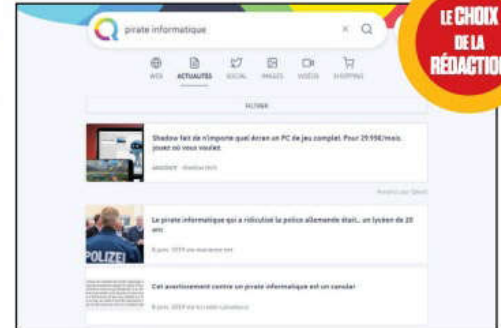 LE CHOIX
DE LA
RÉDACTION
pirate informatique
WEB ACTUALITÉS SOCIAL IMAGES VIDÉOS SHOPPING
FILTRER
Shadow fait de n'importe quel écran un PC de jeu complet. Pour 29.95€/mois,
jouez où vous voulez
Le pirate informatique qui a ridiculisé la police allemande était... un lycéen de 20
ans
POLIZEI
Cet avertissement contre un pirate informatique est un canular